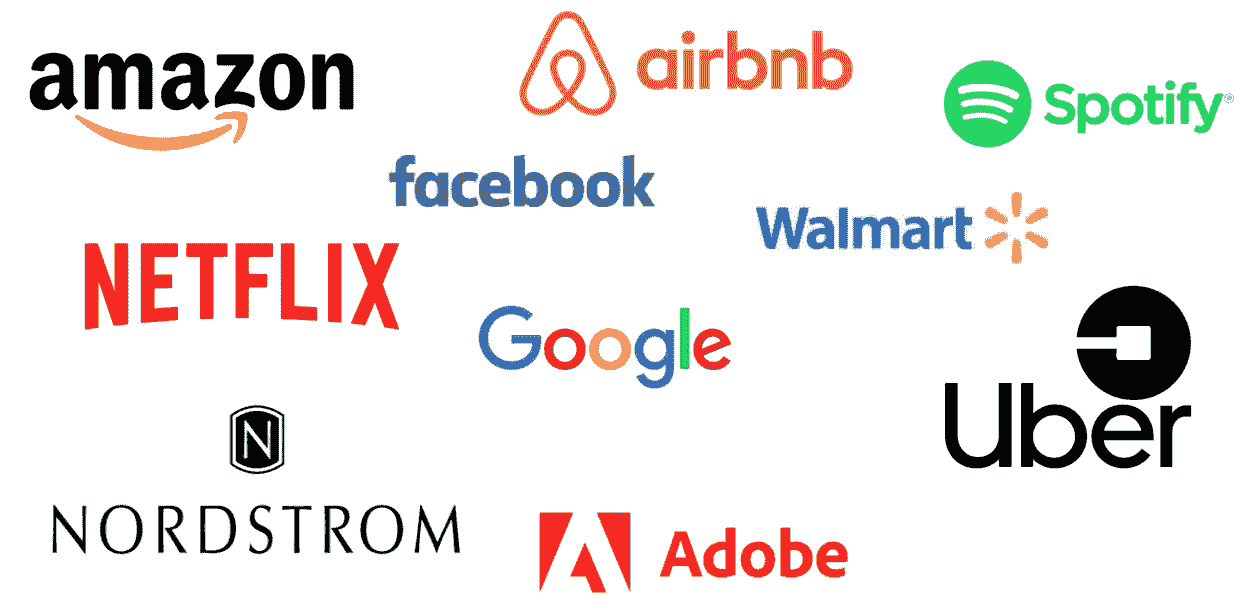 amazon
airbnb
Spotify®
facebook
Walmart
NETFLIX
Google
Uber
N
NORDSTROM
Adobe